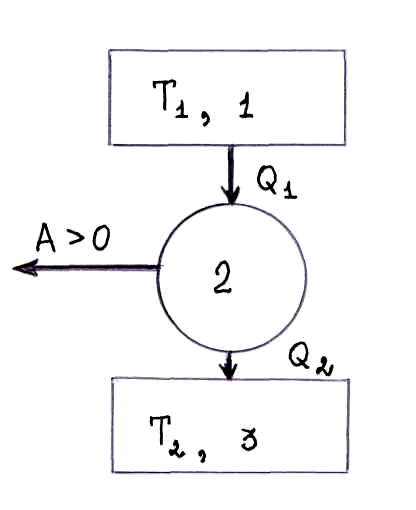 T₁, 1
Q₁
A > 0
2
Q₂
T₂, 3